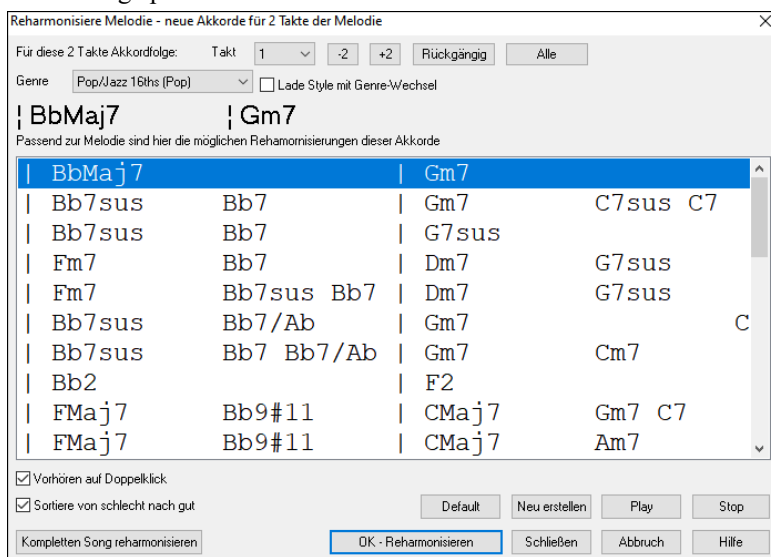 Reharmonisiere Melodie - neue Akkorde für 2 Takte der Melodie
Für diese 2 Takte Akkordfolge: Takt 1 -2 +2 Rückgängig Alle
Genre Pop/Jazz 16ths (Pop) Lade Style mit Genre-Wechsel
¦ BbMaj7 ¦ Gm7
Passend zur Melodie sind hier die möglichen Rehamornisierungen dieser Akkorde
| BbMaj7 | Gm7
| Bb7sus Bb7 | Gm7 C7sus C7
| Bb7sus Bb7 | G7sus
| Fm7 Bb7 | Dm7 G7sus
| Fm7 Bb7sus Bb7 | Dm7 G7sus
| Bb7sus Bb7/Ab | Gm7 C
| Bb7sus Bb7 Bb7/Ab | Gm7 Cm7
| Bb2 | F2
| FMaj7 Bb9#11 | CMaj7 Gm7 C7
| FMaj7 Bb9#11 | CMaj7 Am7
Vorhören auf Doppelklick
Sortiere von schlecht nach gut
Default Neu erstellen Play Stop
Kompletten Song reharmonisieren OK - Reharmonisieren Schließen Abbruch Hilfe